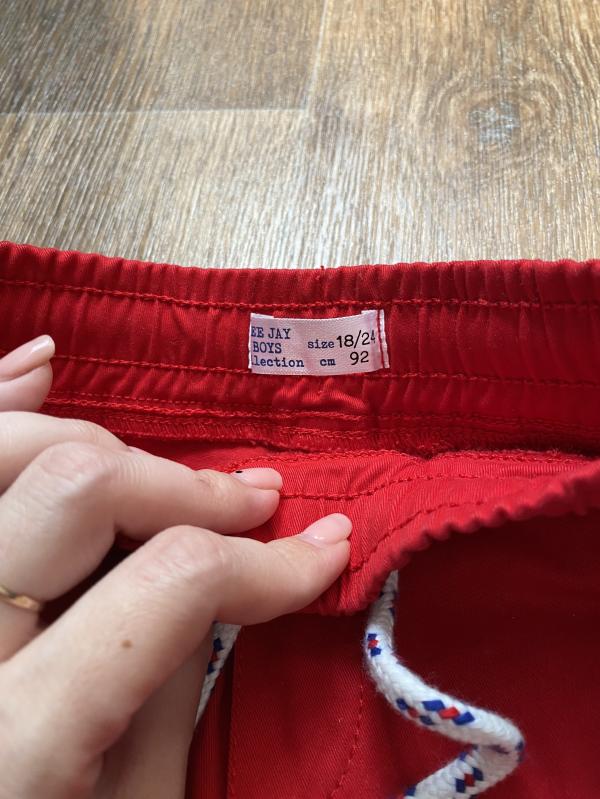 EE JAY
BOYS size 18/24
llection cm 92